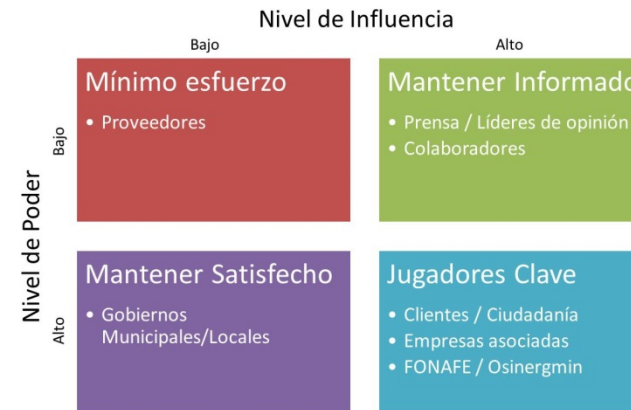 Nivel de Influencia
Bajo
Alto
Nivel de Poder
Bajo
Mínimo esfuerzo
• Proveedores
Mantener Informado
• Prensa / Líderes de opinión
• Colaboradores
Alto
Mantener Satisfecho
• Gobiernos
Municipales/Locales
Jugadores Clave
• Clientes / Ciudadanía
• Empresas asociadas
• FONAFE / Osinergmin